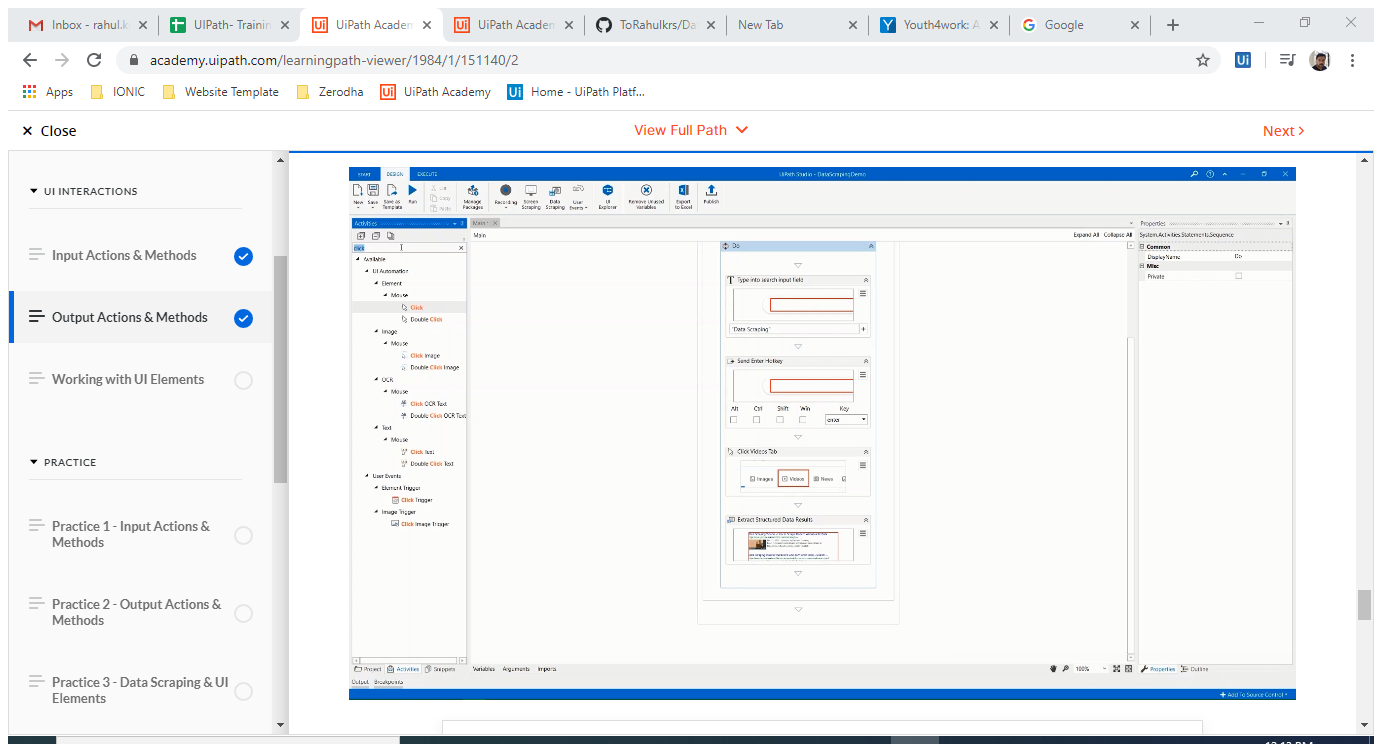 Inbox - rahul.k
UIPath- Trainin
UiPath Academ
UiPath Academ
ToRahulkrs/Da
New Tab
Youth4work: A
Google
academy.uipath.com/learningpath-viewer/1984/1/151140/2
Apps
IONIC
Website Template
Zerodha
UiPath Academy
Home - UiPath Platf...
Close
View Full Path
Next
UI INTERACTIONS
Input Actions & Methods
Output Actions & Methods
Working with UI Elements
PRACTICE
Practice 1 - Input Actions &
Methods
Practice 2 - Output Actions &
Methods
Practice 3 - Data Scraping & UI
Elements
START DESIGN EXECUTE
UiPath Studio - DataScrapingDemo
New
Save
Save as
Template
Run
Cut
Copy
Paste
Manage
Packages
Recording
Screen
Scraping
Data
Scraping
User
Events
UI
Explorer
Remove Unused
Variables
Export
to Excel
Publish
Activities
click
Available
UI Automation
Element
Mouse
Click
Double Click
Image
Mouse
Click Image
Double Click Image
OCR
Mouse
Click OCR Text
Double Click OCR Text
Text
Mouse
Click Text
Double Click Text
User Events
Element Trigger
Click Trigger
Image Trigger
Click Image Trigger
Project Activities Snippets
Output Breakpoints
Main
Main
Expand All Collapse All
Do
Type into search input field
"Data Scraping"
Send Enter Hotkey
Alt Ctrl Shift Win Key
enter
Click Videos Tab
Images Videos News
Extract Structured Data Results
Variables Arguments Imports
100%
Properties
System.Activities.Statements.Sequence
Common
DisplayName Do
Misc
Private
Properties Outline
Add To Source Control